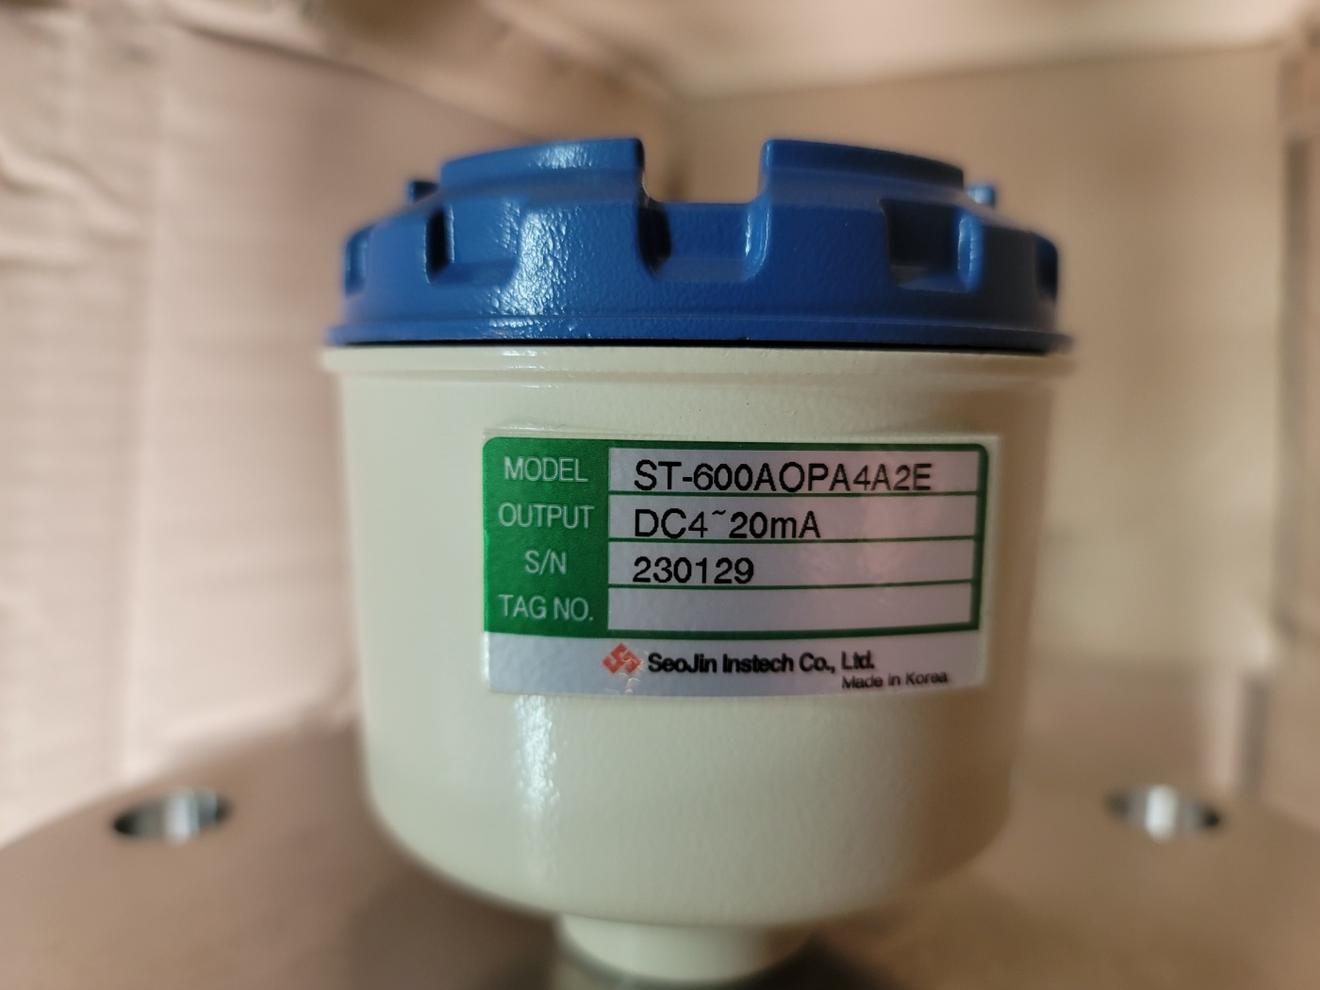 MODEL ST-600AOPA4A2E
OUTPUT DC4~20mA
S/N 230129
TAG NO.
SeoJin Instech Co., Ltd.
Made in Korea